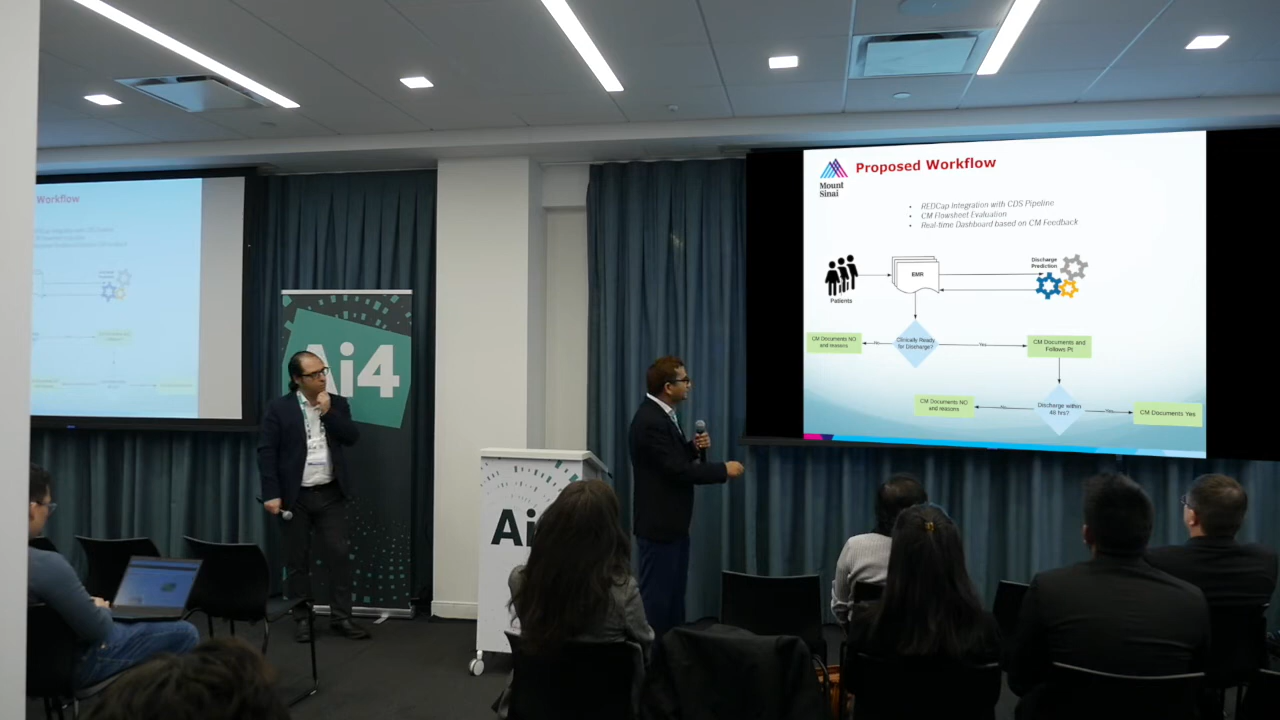 Workflow
Ai4
Ai
Mount
Sinai
Proposed Workflow
• REDCap Integration with CDS Pipeline
• CM Flowsheet Evaluation
• Real-time Dashboard based on CM Feedback
Patients
EMR
Discharge
Prediction
CM Documents NO
and reasons
No
Clinically Ready
for Discharge?
Yes
CM Documents and
Follows Pt
CM Documents NO
and reasons
Discharge within
48 hrs?
Yes
CM Documents Yes